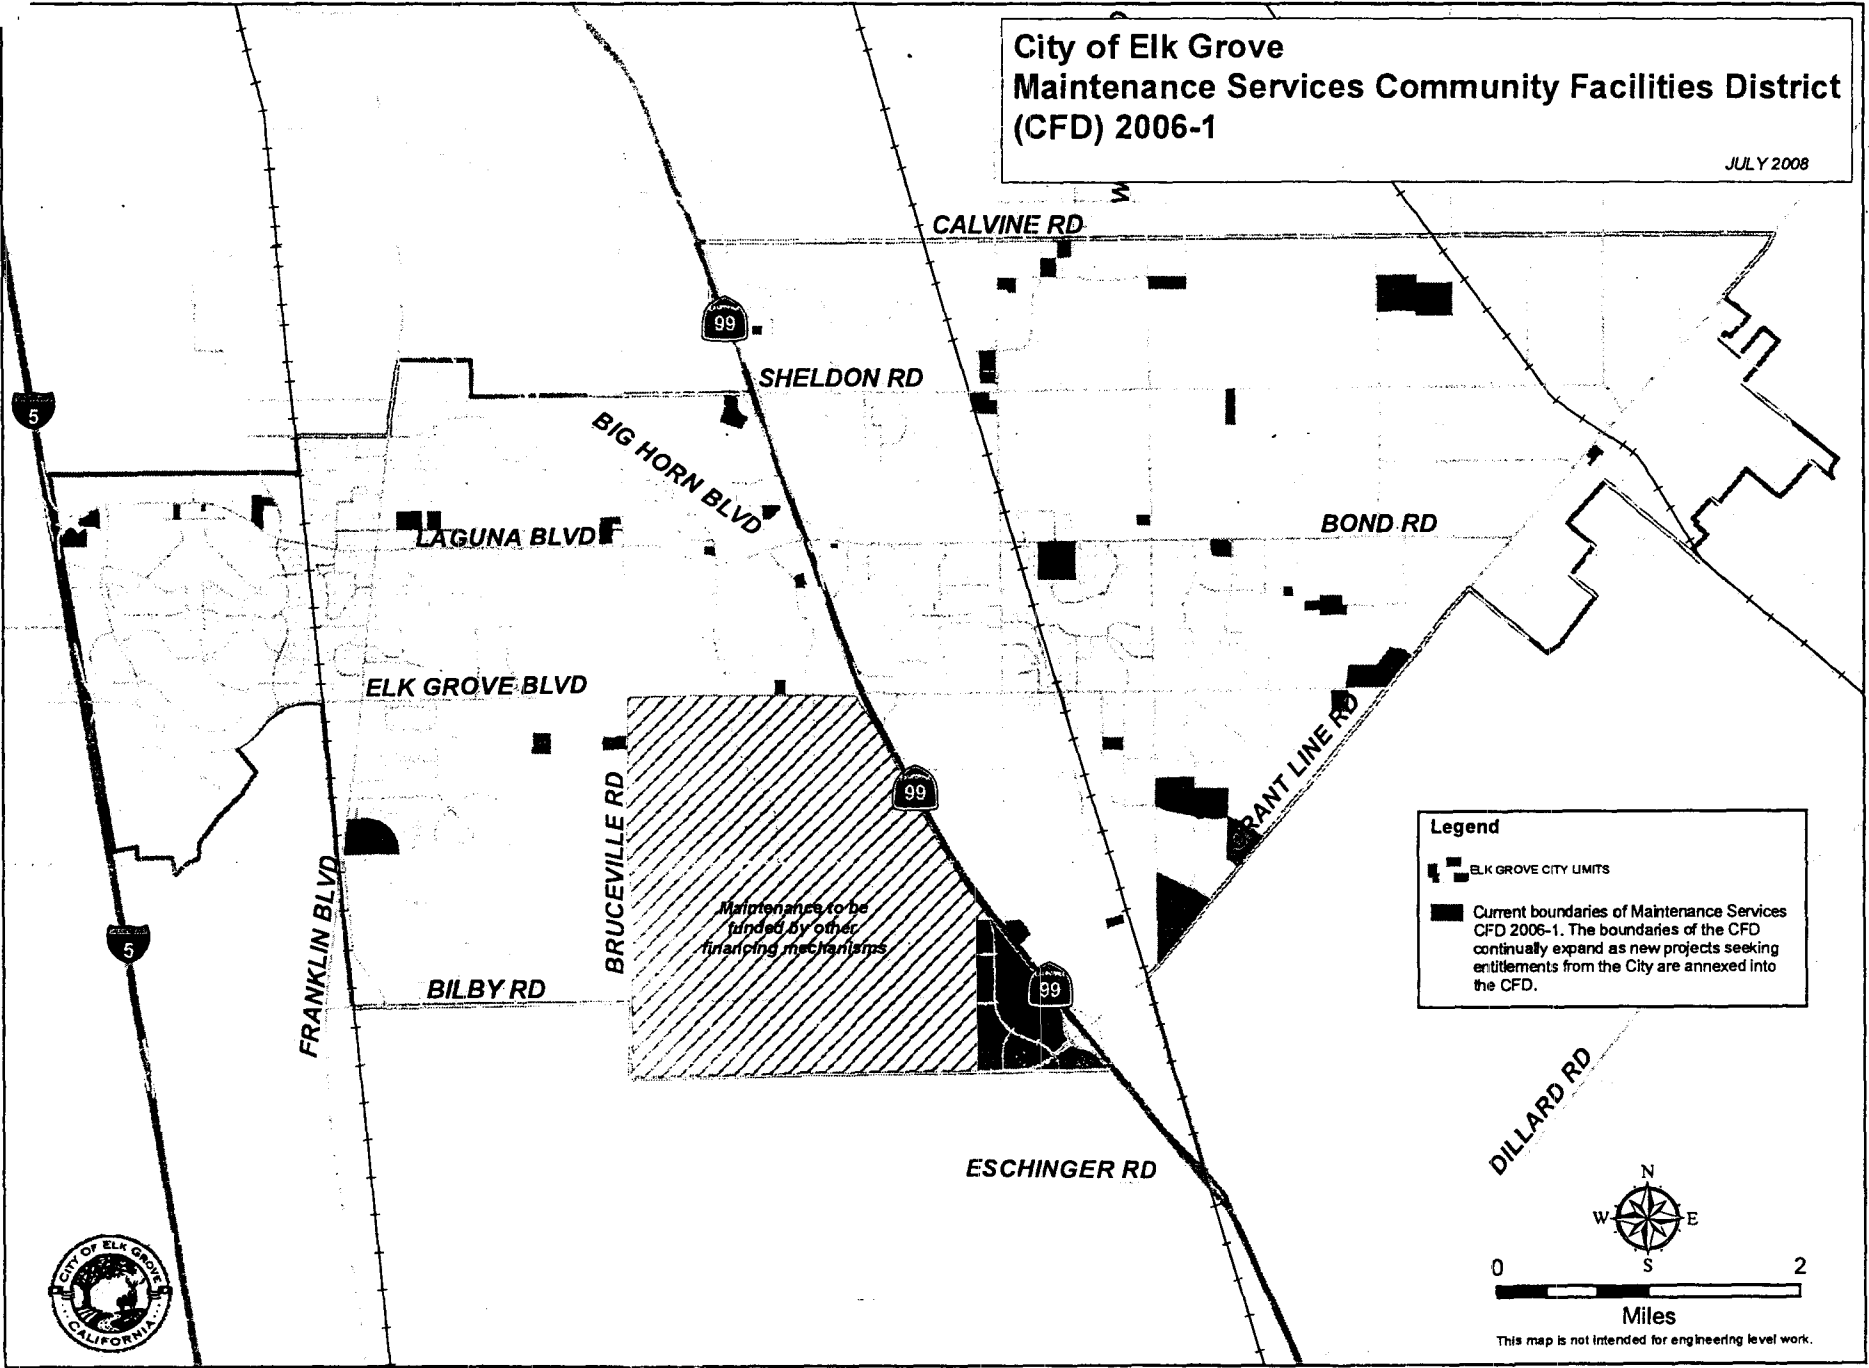 City of Elk Grove
Maintenance Services Community Facilities District
(CFD) 2006-1
JULY 2008
CALVINE RD
99
SHELDON RD
5
BIG HORN BLVD
LAGUNA BLVD
BOND RD
ELK GROVE BLVD
GRANT LINE RD
99
BRUCEVILLE RD
FRANKLIN BLVD
Maintenance to be
funded by other
financing mechanisms
5
99
BILBY RD
Legend
ELK GROVE CITY LIMITS
Current boundaries of Maintenance Services
CFD 2006-1. The boundaries of the CFD
continually expand as new projects seeking
entitlements from the City are annexed into
the CFD.
DILLARD RD
ESCHINGER RD
N
W E
S
0 2
Miles
This map is not intended for engineering level work.
CITY OF ELK GROVE
CALIFORNIA